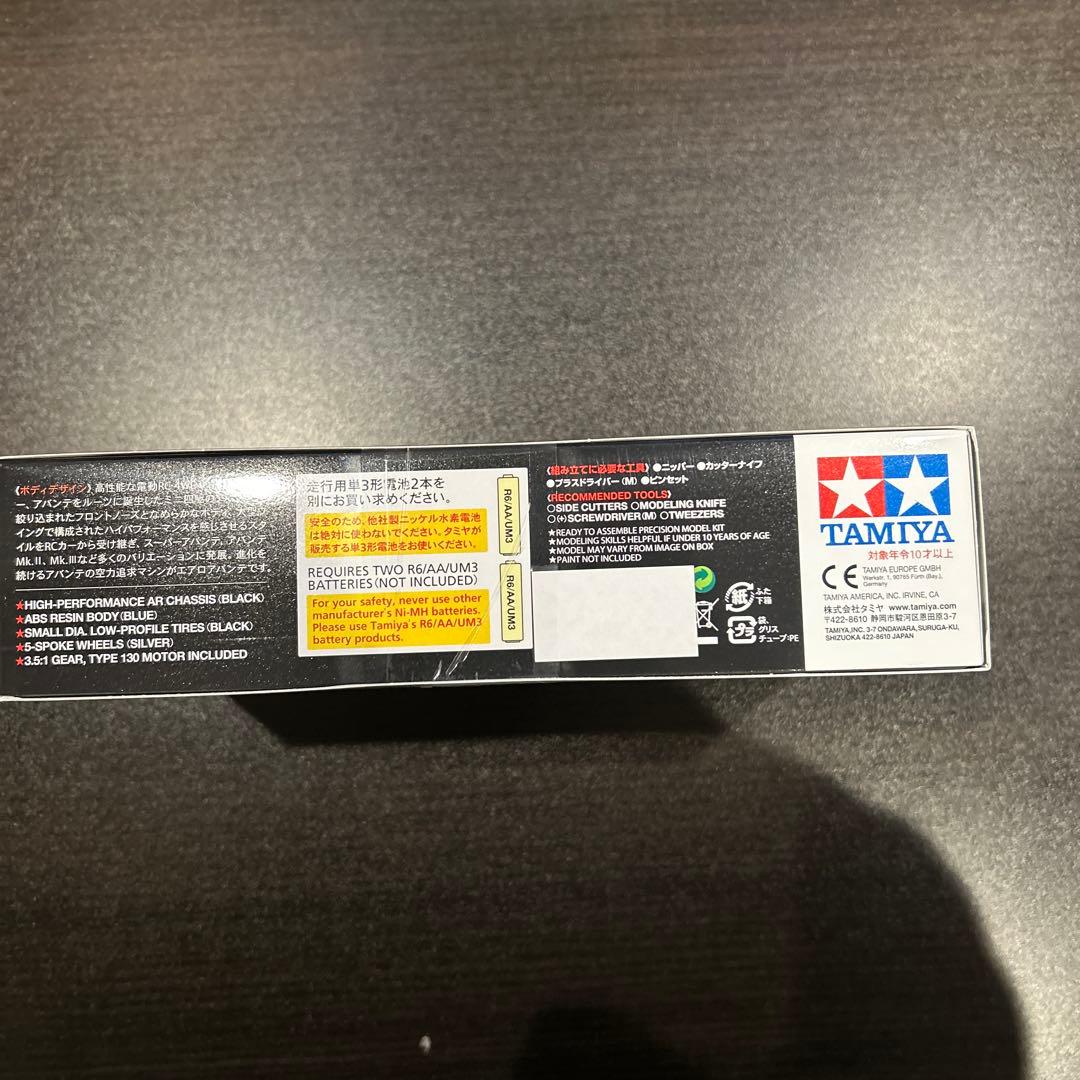 《ボディデザイン》高性能な電動RC 4W
ー、アバンテをルーツに誕生したミニ四
絞り込まれたフロントノーズとなめらかなボディ
イングで構成されたハイパフォーマンスを感じさせるスタ
イルをRCカーから受け継ぎ、スーパーアバンテ、アバンテ
Mk.Ⅱ、Mk.Ⅲなど多くのバリエーションに発展。進化を
続けるアバンテの空力追求マシンがエアロアバンテです。
★HIGH-PERFORMANCE AR CHASSIS (BLACK)
★ABS RESIN BODY (BLUE)
★SMALL DIA. LOW-PROFILE TIRES (BLACK)
★5-SPOKE WHEELS (SILVER)
★3.5:1 GEAR, TYPE 130 MOTOR INCLUDED
走行用単3形電池2本を
別にお買い求めください。
安全のため、他社製ニッケル水素電池
は絶対に使わないでください。タミヤが
販売する単3形電池をお使いください。
REQUIRES TWO R6/AA/UM3
BATTERIES (NOT INCLUDED)
For your safety, never use other
manufacturer's Ni-MH batteries.
Please use Tamiya's R6/AA/UM3
battery products.
R6/AA/UM3
R6/AA/UM3
《組み立てに必要な工具》●ニッパー ●カッターナイフ
●プラスドライバー(M) ●ピンセット
《RECOMMENDED TOOLS》
○SIDE CUTTERS ○MODELING KNIFE
○(+)SCREWDRIVER(M) ○TWEEZERS
★READY TO ASSEMBLE PRECISION MODEL KIT
★MODELING SKILLS HELPFUL IF UNDER 10 YEARS OF AGE
★MODEL MAY VARY FROM IMAGE ON BOX
★PAINT NOT INCLUDED
紙
ふた
下箱
プラ
袋、
グリス
チューブ:PE
TAMIYA
対象年令10才以上
CE
TAMIYA EUROPE GMBH
Werkstr. 1, 90765 Fürth (Bay.),
Germany
TAMIYA AMERICA, INC. IRVINE, CA
株式会社タミヤ www.tamiya.com
〒422-8610 静岡市駿河区恩田原3-7
TAMIYA, INC. 3-7 ONDAWARA, SURUGA-KU,
SHIZUOKA 422-8610 JAPAN